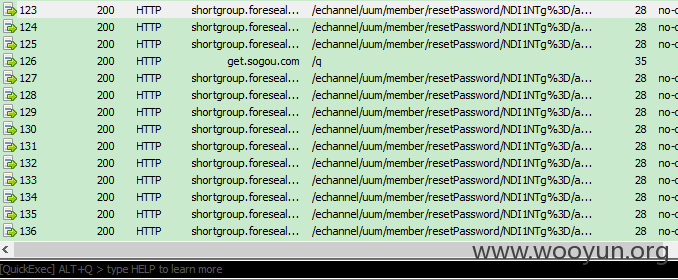 123 200 HTTP shortgroup.foreseal... /echannel/uum/member/resetPassword/NDI1NTg%3D/a... 28 no-c
124 200 HTTP shortgroup.foreseal... /echannel/uum/member/resetPassword/NDI1NTg%3D/a... 28 no-c
125 200 HTTP shortgroup.foreseal... /echannel/uum/member/resetPassword/NDI1NTg%3D/a... 28 no-c
126 200 HTTP get.sogou.com /q 35
127 200 HTTP shortgroup.foreseal... /echannel/uum/member/resetPassword/NDI1NTg%3D/a... 28 no-c
128 200 HTTP shortgroup.foreseal... /echannel/uum/member/resetPassword/NDI1NTg%3D/a... 28 no-c
129 200 HTTP shortgroup.foreseal... /echannel/uum/member/resetPassword/NDI1NTg%3D/a... 28 no-c
130 200 HTTP shortgroup.foreseal... /echannel/uum/member/resetPassword/NDI1NTg%3D/a... 28 no-c
131 200 HTTP shortgroup.foreseal... /echannel/uum/member/resetPassword/NDI1NTg%3D/a... 28 no-c
132 200 HTTP shortgroup.foreseal... /echannel/uum/member/resetPassword/NDI1NTg%3D/a... 28 no-c
133 200 HTTP shortgroup.foreseal... /echannel/uum/member/resetPassword/NDI1NTg%3D/a... 28 no-c
134 200 HTTP shortgroup.foreseal... /echannel/uum/member/resetPassword/NDI1NTg%3D/a... 28 no-c
135 200 HTTP shortgroup.foreseal... /echannel/uum/member/resetPassword/NDI1NTg%3D/a... 28 no-c
136 200 HTTP shortgroup.foreseal... /echannel/uum/member/resetPassword/NDI1NTg%3D/a... 28 no-c
www.wooyun.org
[QuickExec] ALT+Q > type HELP to learn more